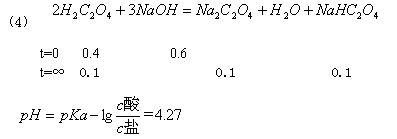 (4) 2H₂C₂O₄ + 3NaOH = Na₂C₂O₄ + H₂O + NaHC₂O₄
t=0 0.4 0.6
t=∞ 0.1 0.1 0.1
pH = pKa − lg c酸/c盐 =4.27